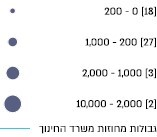 200 - 0 [18]
1,000 - 200 [27]
2,000 - 1,000 [3]
10,000 - 2,000 [2]
גבולות מחוזות משרד החינוך